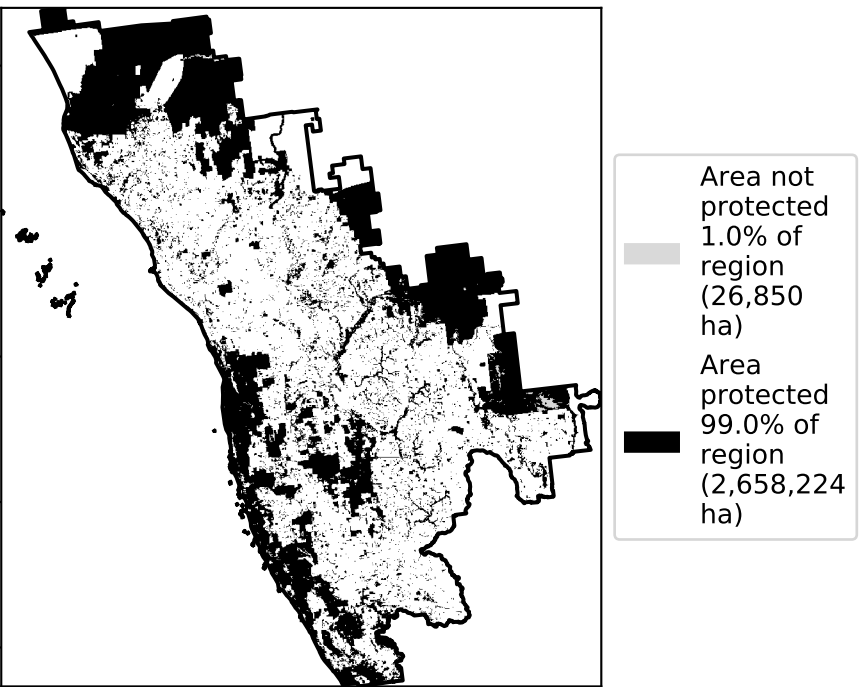 Area not
protected
1.0% of
region
(26,850
ha)
Area
protected
99.0% of
region
(2,658,224
ha)